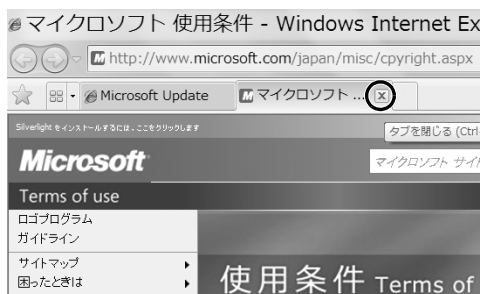 マイクロソフト 使用条件 - Windows Internet Ex
http://www.microsoft.com/japan/misc/cpyright.aspx
Microsoft Update
マイクロソフト ...
Silverlight をインストールするには、ここをクリックします
タブを閉じる (Ctrl
Microsoft
マイクロソフト サイト
Terms of use
ロゴプログラム
ガイドライン
サイトマップ
困ったときは
使用条件 Terms of